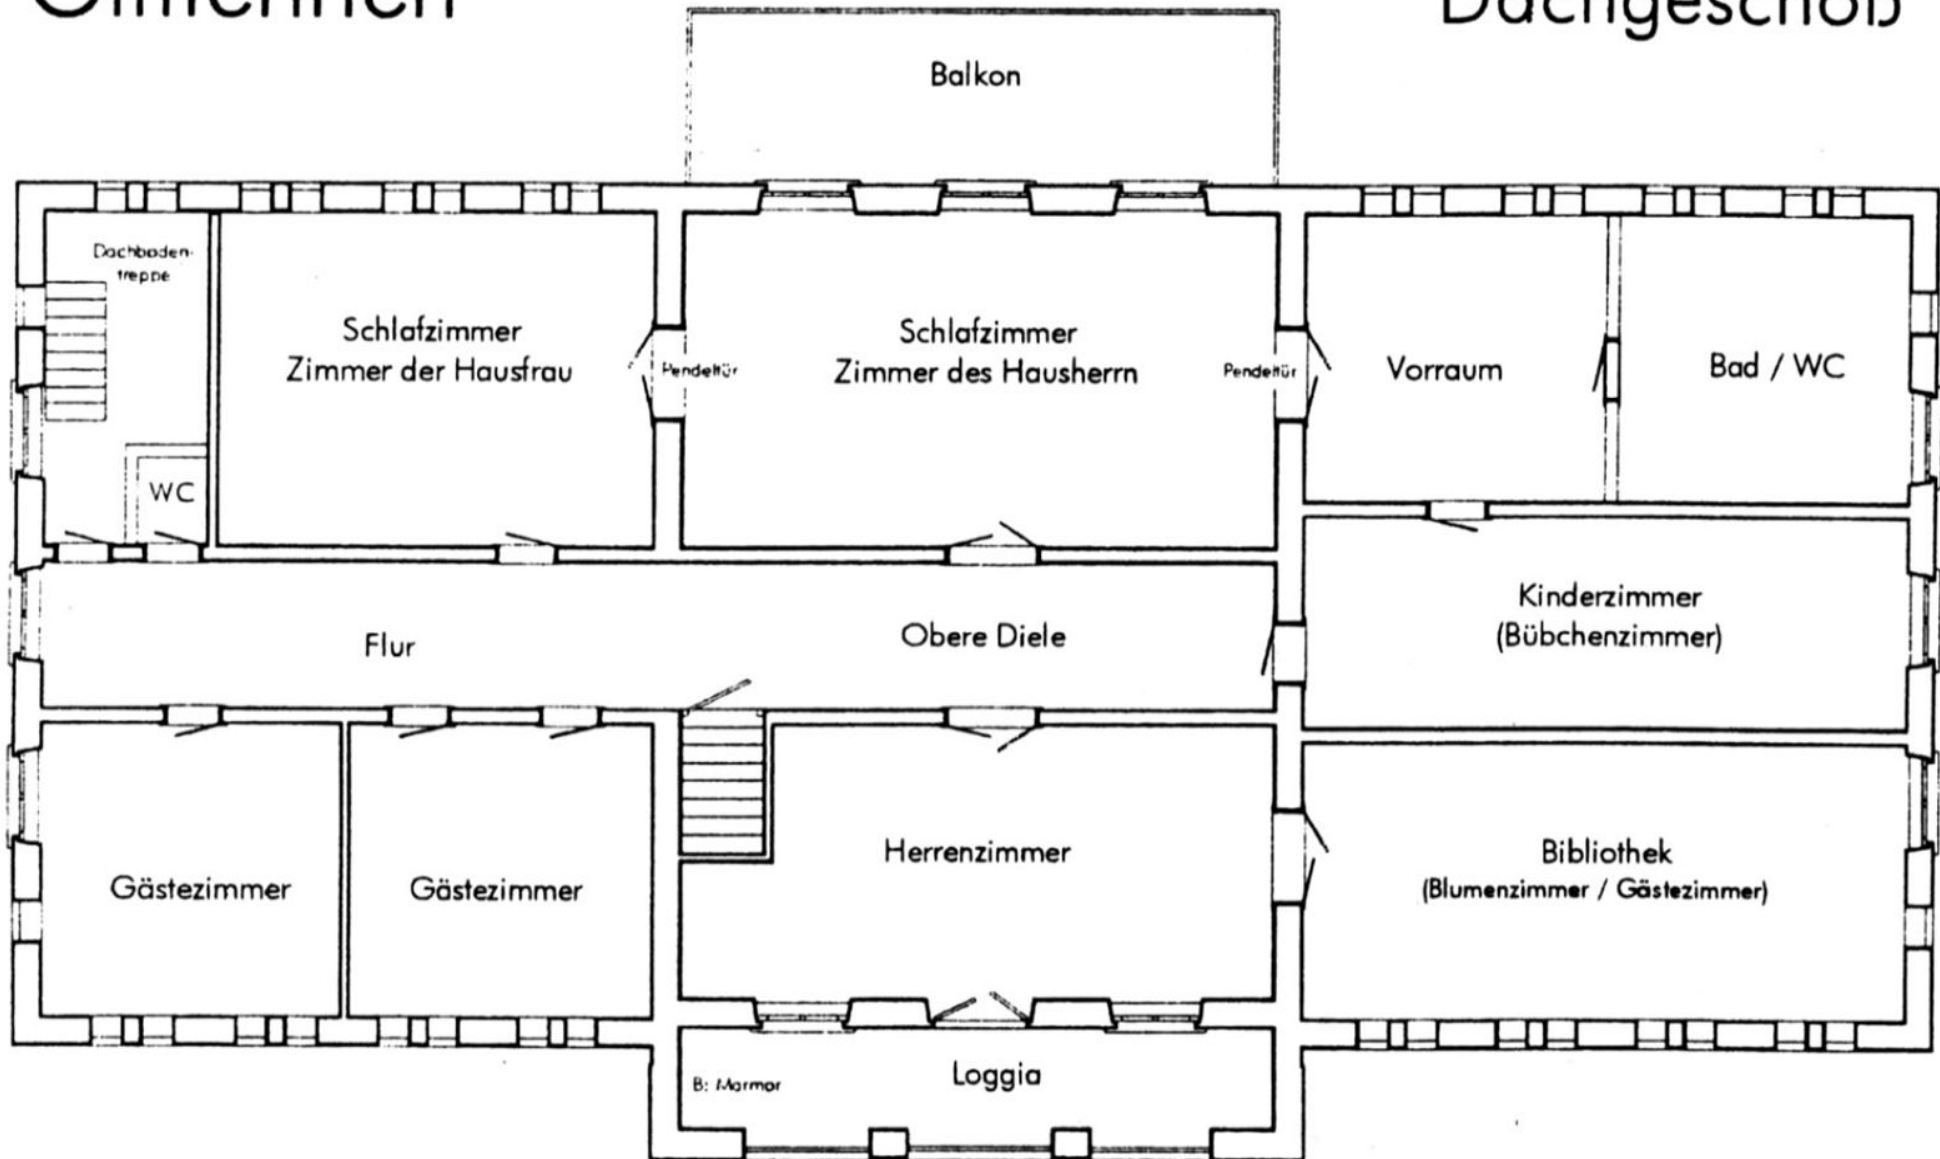 Dachgeschoß
Balkon
Dachboden-
treppe
Schlafzimmer
Zimmer der Hausfrau
Pendeltür
Schlafzimmer
Zimmer des Hausherrn
Pendeltür
Vorraum
Bad / WC
WC
Flur
Obere Diele
Kinderzimmer
(Bübchenzimmer)
Gästezimmer
Gästezimmer
Herrenzimmer
Bibliothek
(Blumenzimmer / Gästezimmer)
B: Marmor
Loggia